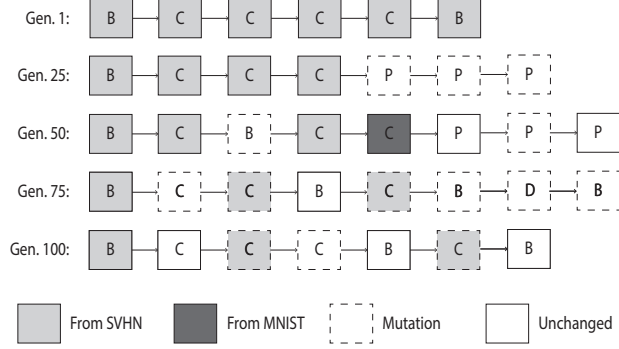 Gen. 1: B C C C C B
Gen. 25: B C C C P P P
Gen. 50: B C B C C P P P
Gen. 75: B C C B C B D B
Gen. 100: B C C C B C B
From SVHN From MNIST Mutation Unchanged